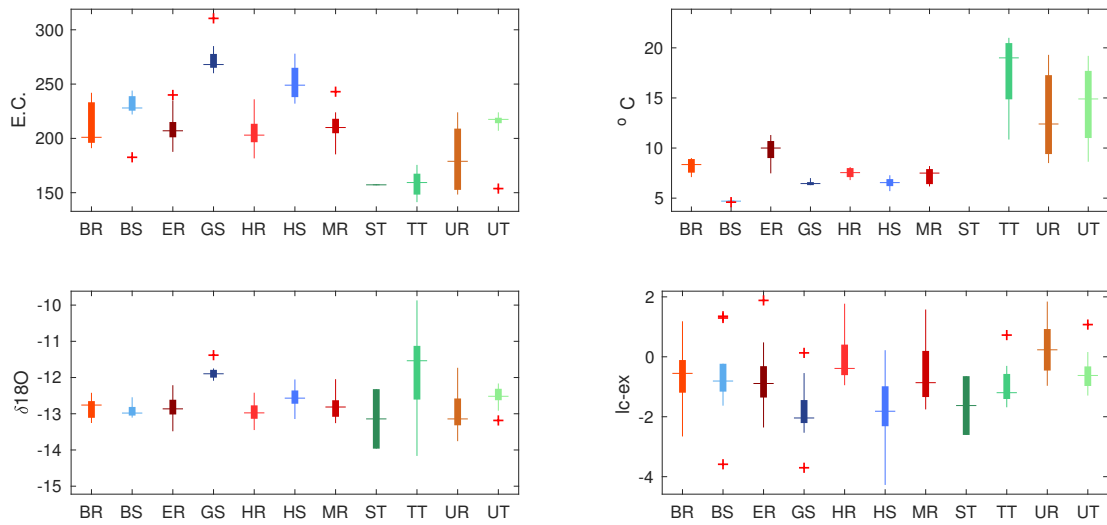 300
250
200
150
E.C.
BR BS ER GS HR HS MR ST TT UR UT
20
15
10
5
o C
BR BS ER GS HR HS MR ST TT UR UT
-10
-11
-12
-13
-14
-15
δ18O
BR BS ER GS HR HS MR ST TT UR UT
2
0
-2
-4
lc-ex
BR BS ER GS HR HS MR ST TT UR UT